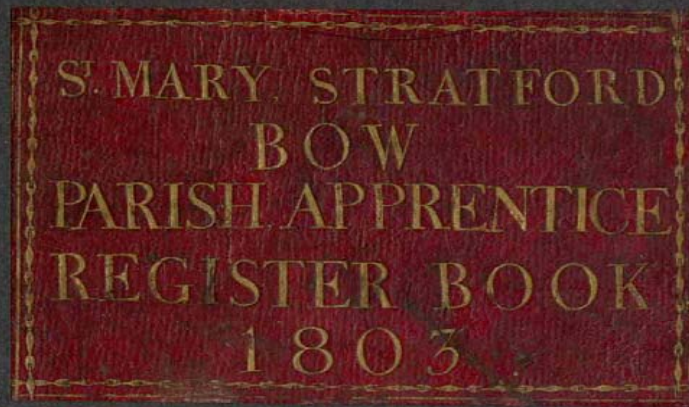 ST. MARY, STRATFORD
BOW
PARISH APPRENTICE
REGISTER BOOK
1803